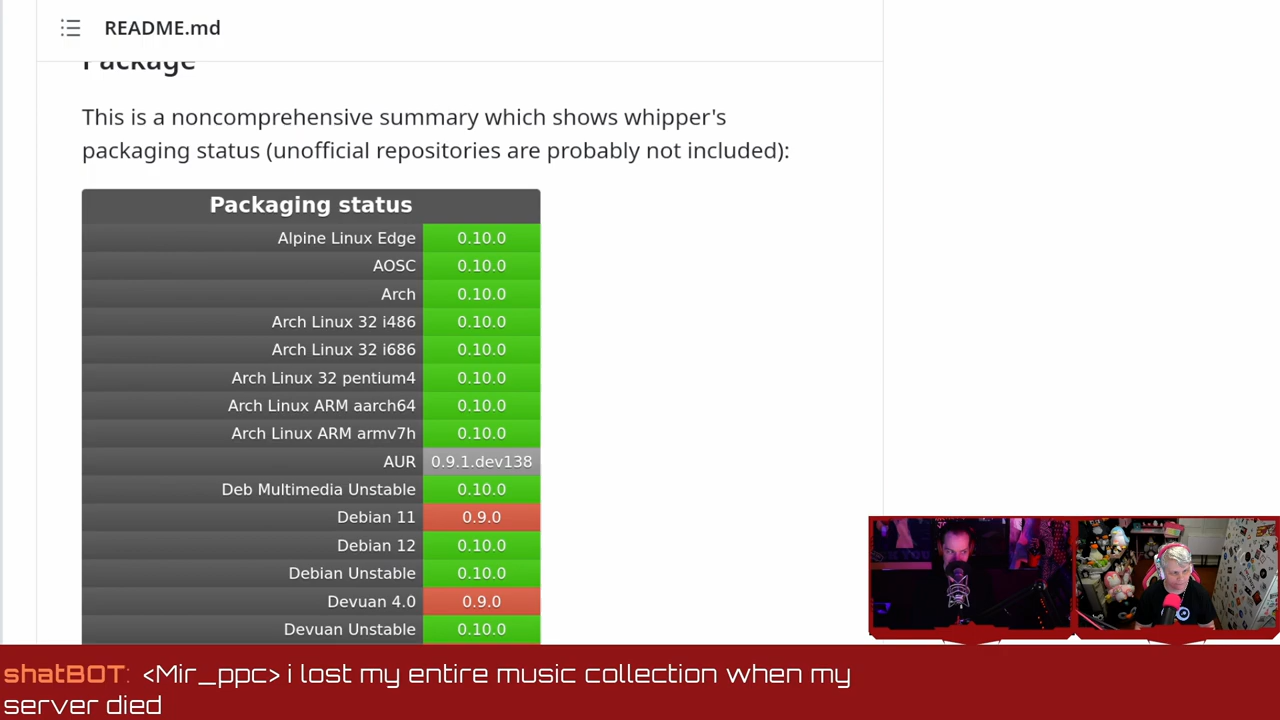 README.md
Package
This is a noncomprehensive summary which shows whipper's
packaging status (unofficial repositories are probably not included):
Packaging status
Alpine Linux Edge 0.10.0
AOSC 0.10.0
Arch 0.10.0
Arch Linux 32 i486 0.10.0
Arch Linux 32 i686 0.10.0
Arch Linux 32 pentium4 0.10.0
Arch Linux ARM aarch64 0.10.0
Arch Linux ARM armv7h 0.10.0
AUR 0.9.1.dev138
Deb Multimedia Unstable 0.10.0
Debian 11 0.9.0
Debian 12 0.10.0
Debian Unstable 0.10.0
Devuan 4.0 0.9.0
Devuan Unstable 0.10.0
shatBOT: <Mir_ppc> i lost my entire music collection when my
server died